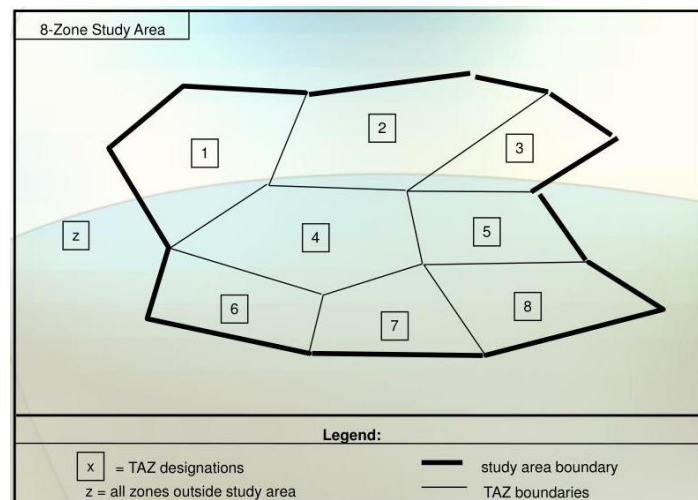 8-Zone Study Area
2
3
1
5
z
4
6
8
7
Legend:
x = TAZ designations
study area boundary
z = all zones outside study area
TAZ boundaries